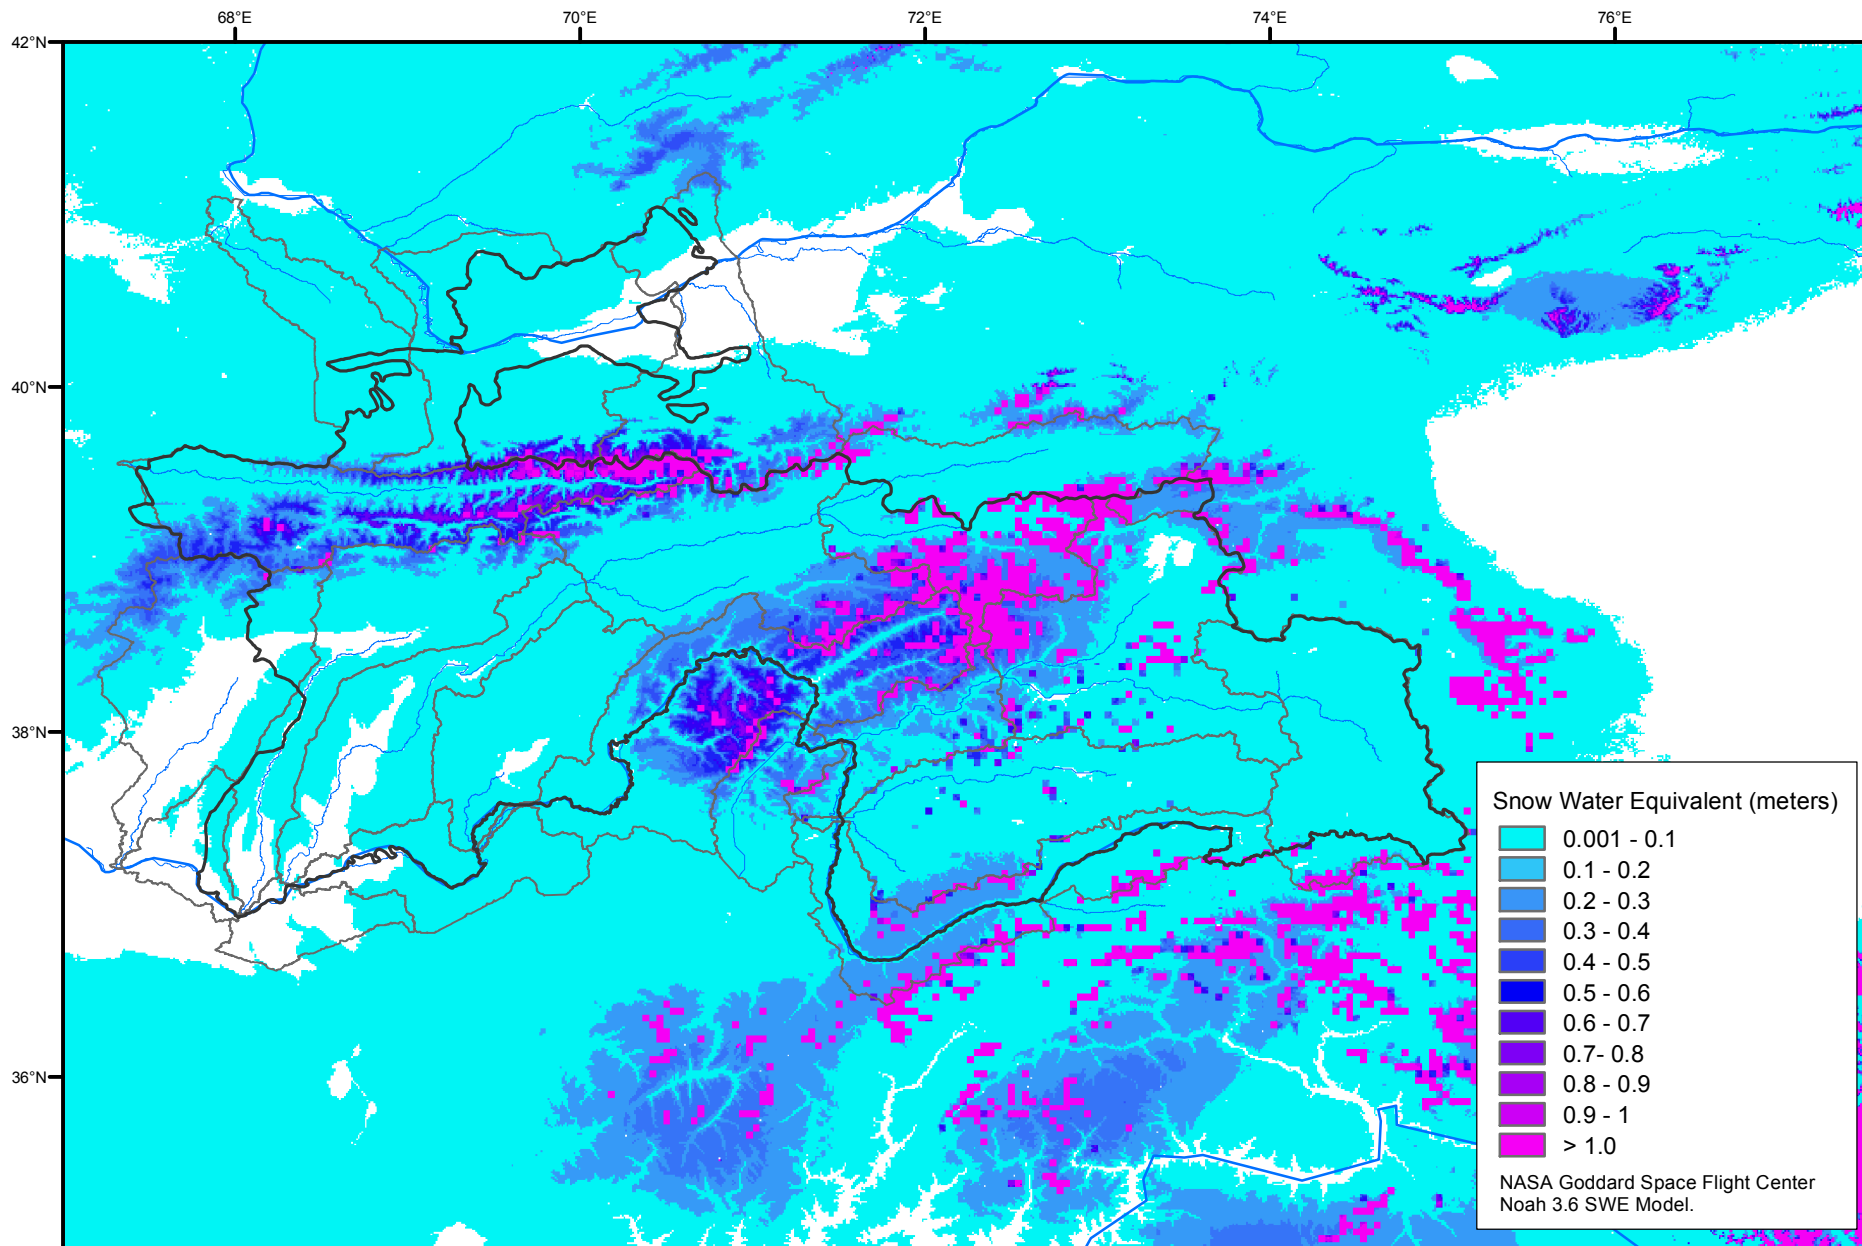 68°E 70°E 72°E 74°E 76°E
42°N
40°N
38°N
36°N
Snow Water Equivalent (meters)
0.001 - 0.1
0.1 - 0.2
0.2 - 0.3
0.3 - 0.4
0.4 - 0.5
0.5 - 0.6
0.6 - 0.7
0.7- 0.8
0.8 - 0.9
0.9 - 1
> 1.0
NASA Goddard Space Flight Center
Noah 3.6 SWE Model.